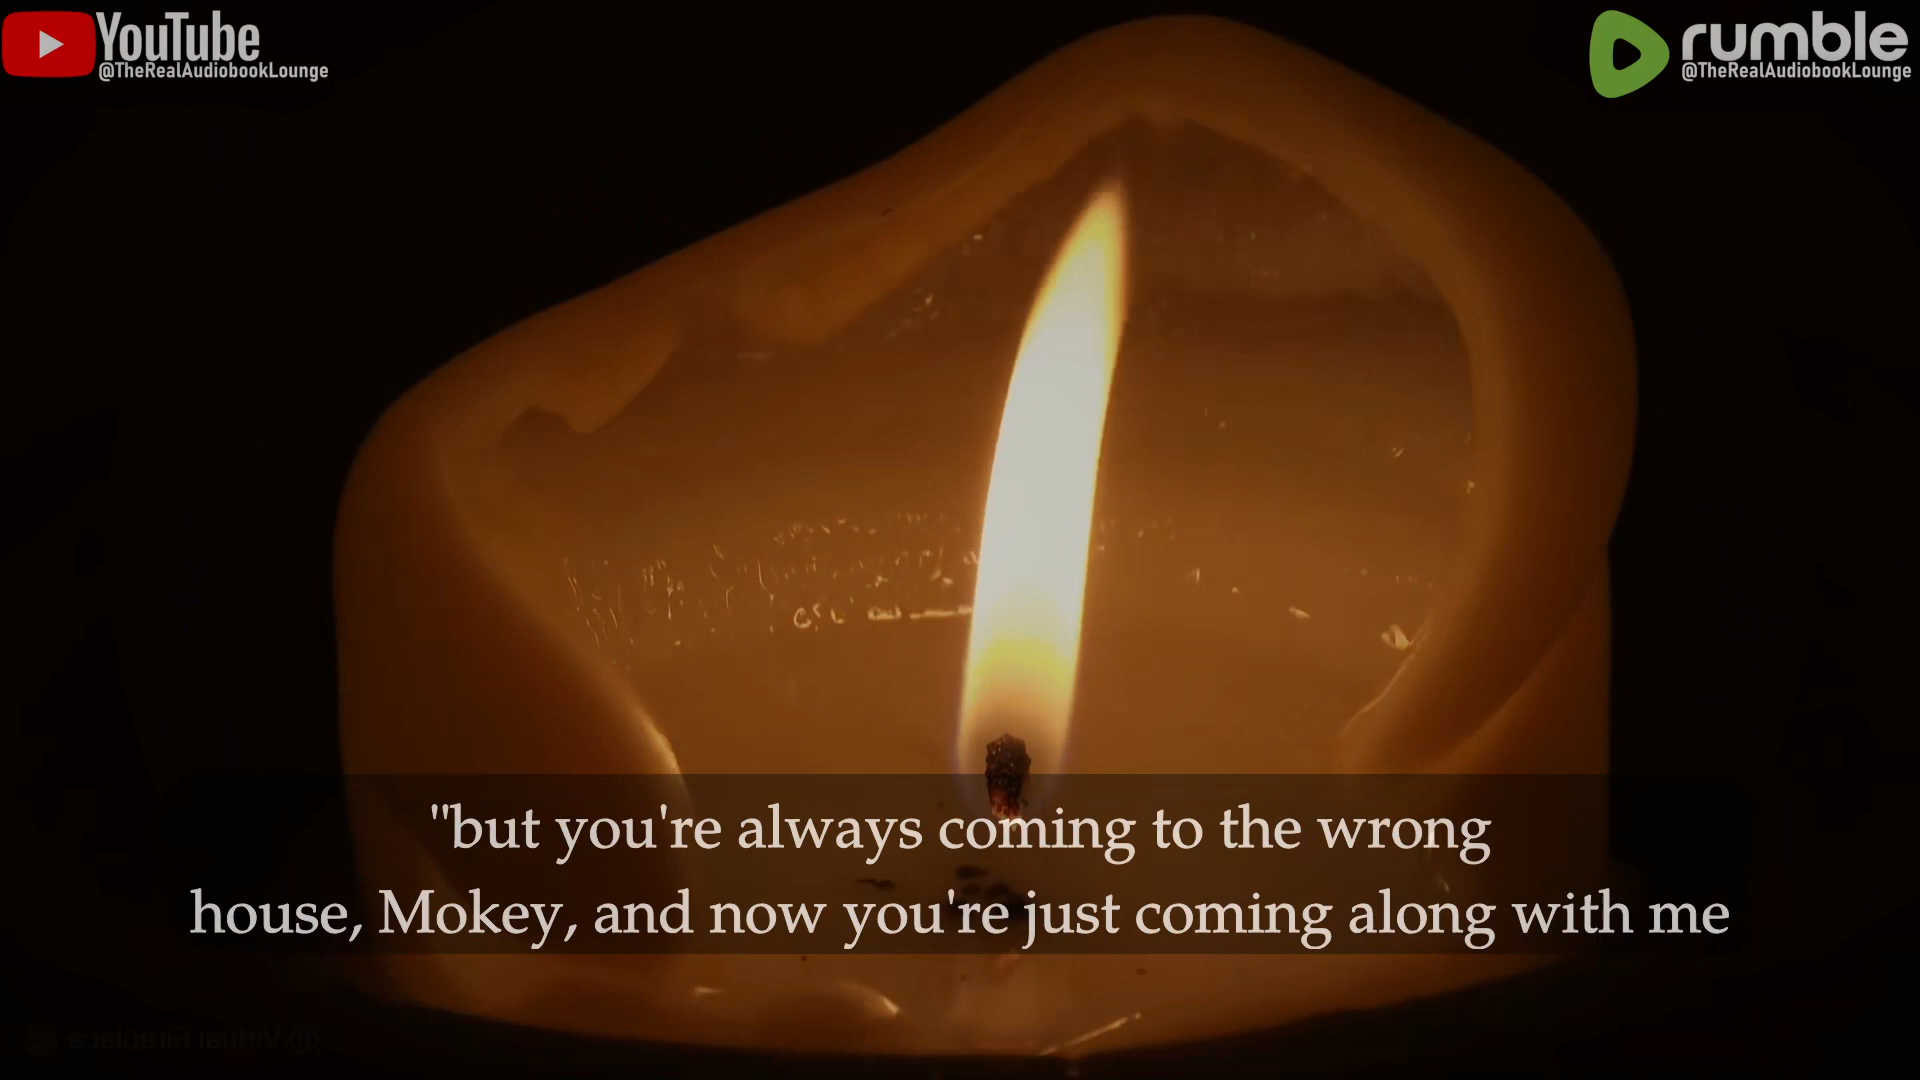 YouTube
@TheRealAudiobookLounge
rumble
@TheRealAudiobookLounge
"but you're always coming to the wrong
house, Mokey, and now you're just coming along with me